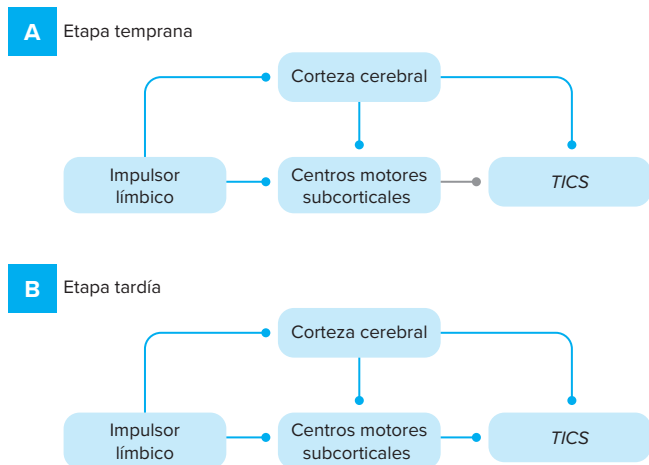 A
Etapa temprana
Corteza cerebral
Impulsor
límbico
Centros motores
subcorticales
TICS
B
Etapa tardía
Corteza cerebral
Impulsor
límbico
Centros motores
subcorticales
TICS